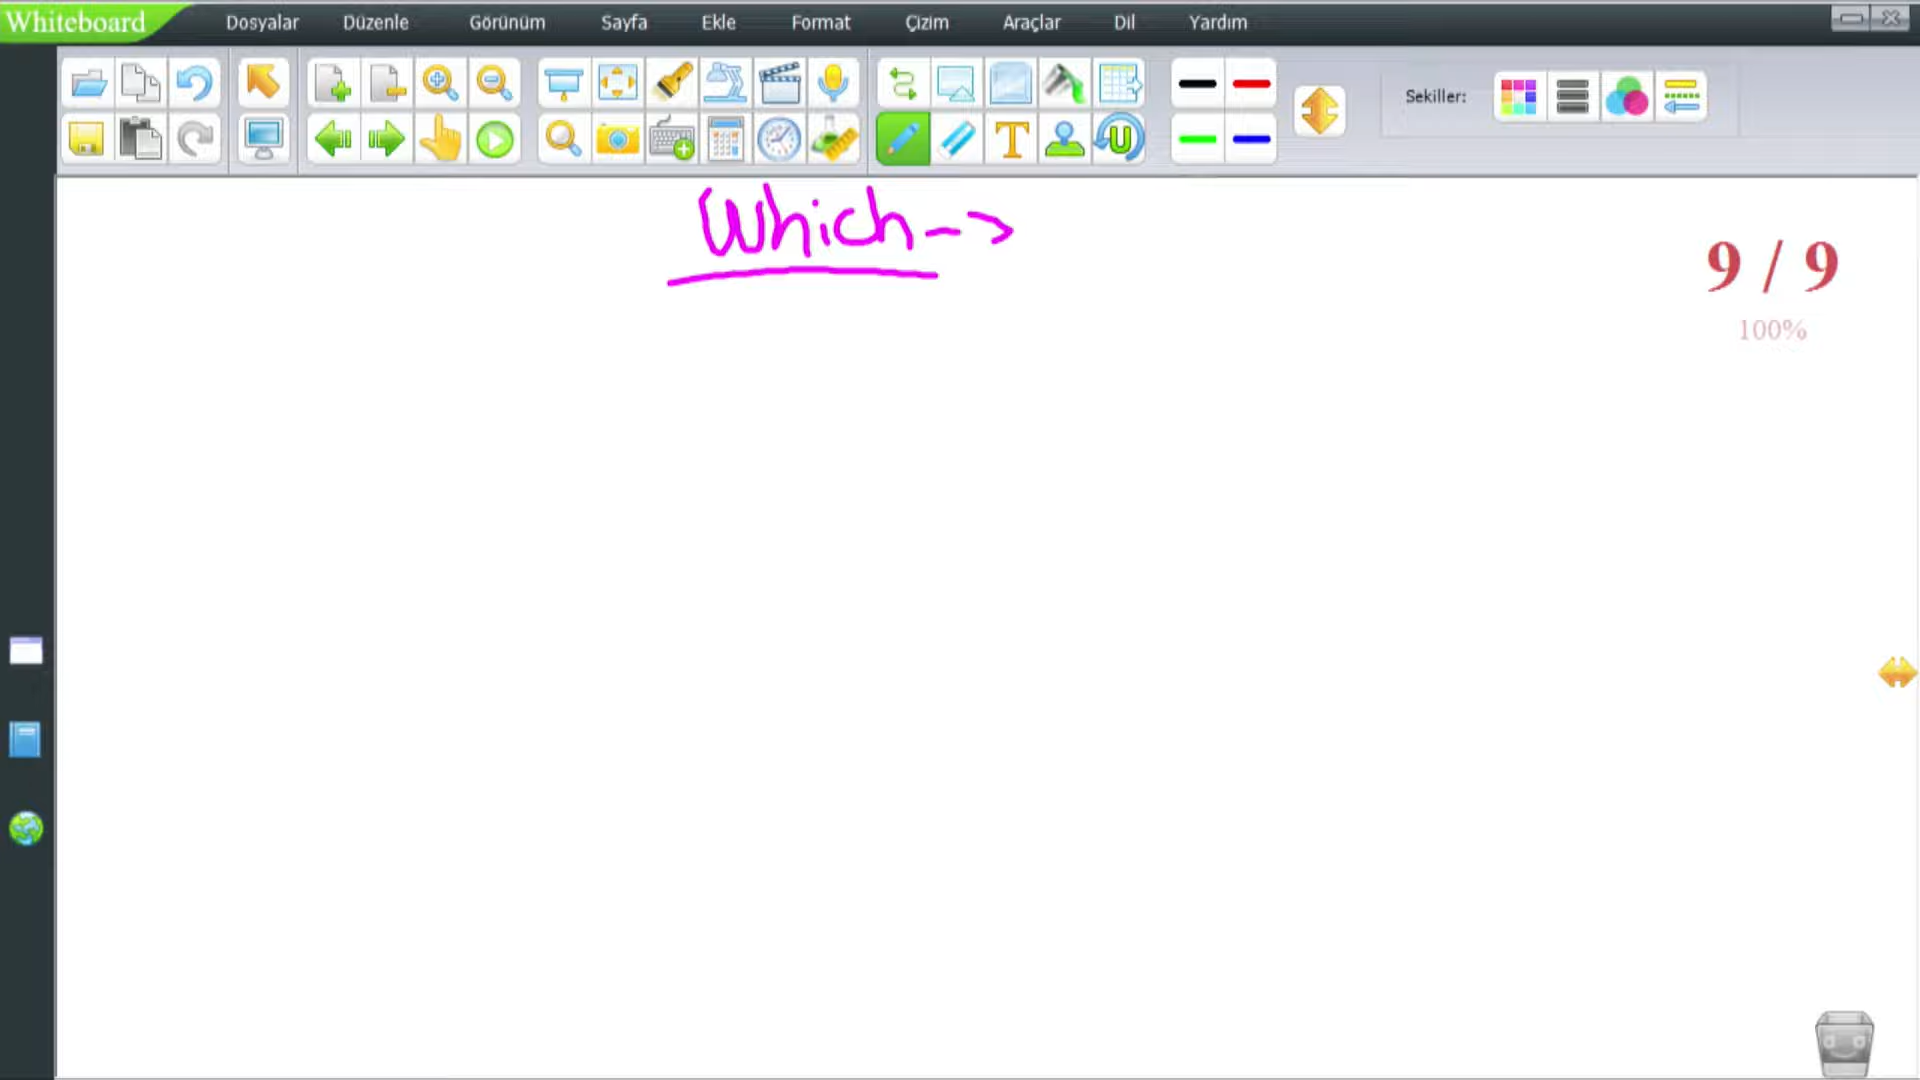 Whiteboard Dosyalar Düzenle Görünüm Sayfa Ekle Format Çizim Araçlar Dil Yardım
Sekiller:
Which -->
9 / 9
100%